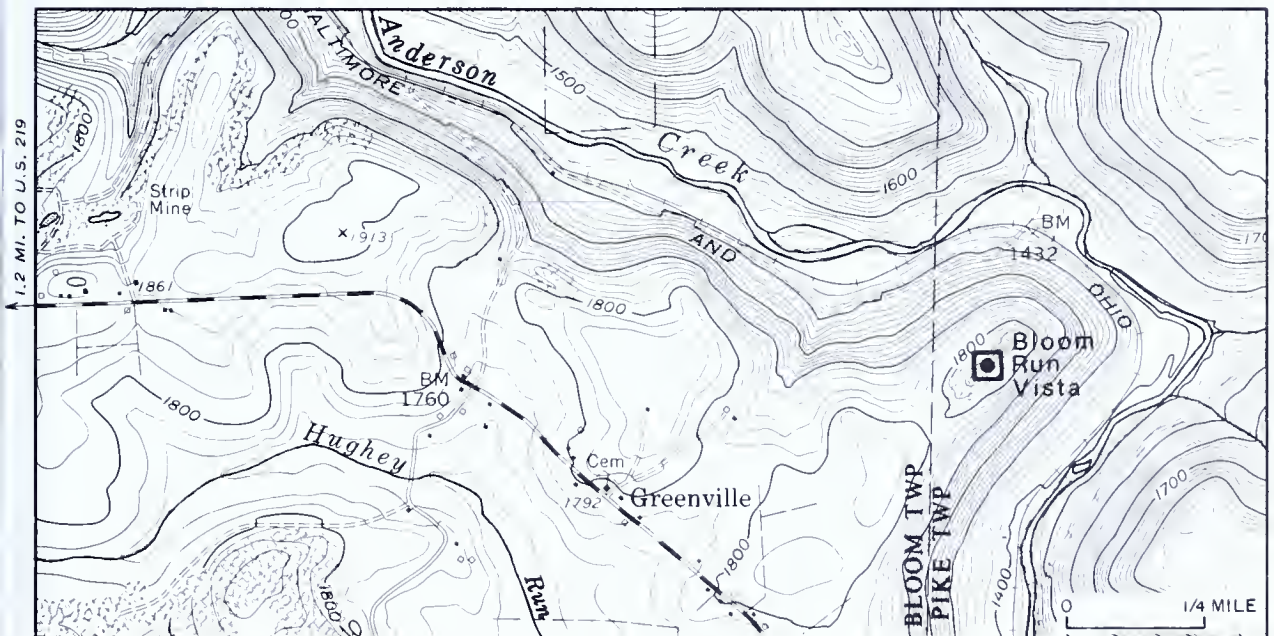 Anderson
Creek
ALTIMORE
AND
OHIO
1500
1600
00
1800
1.2 MI. TO U.S. 219
Strip
Mine
x 1913
1861
1800
BM
1432
1800
Bloom
Run
Vista
BM
1760
1800
Hughey
Run
Cem
1792
Greenville
1800
BLOOM TWP
PIKE TWP
1700
1400
1800
0 1/4 MILE